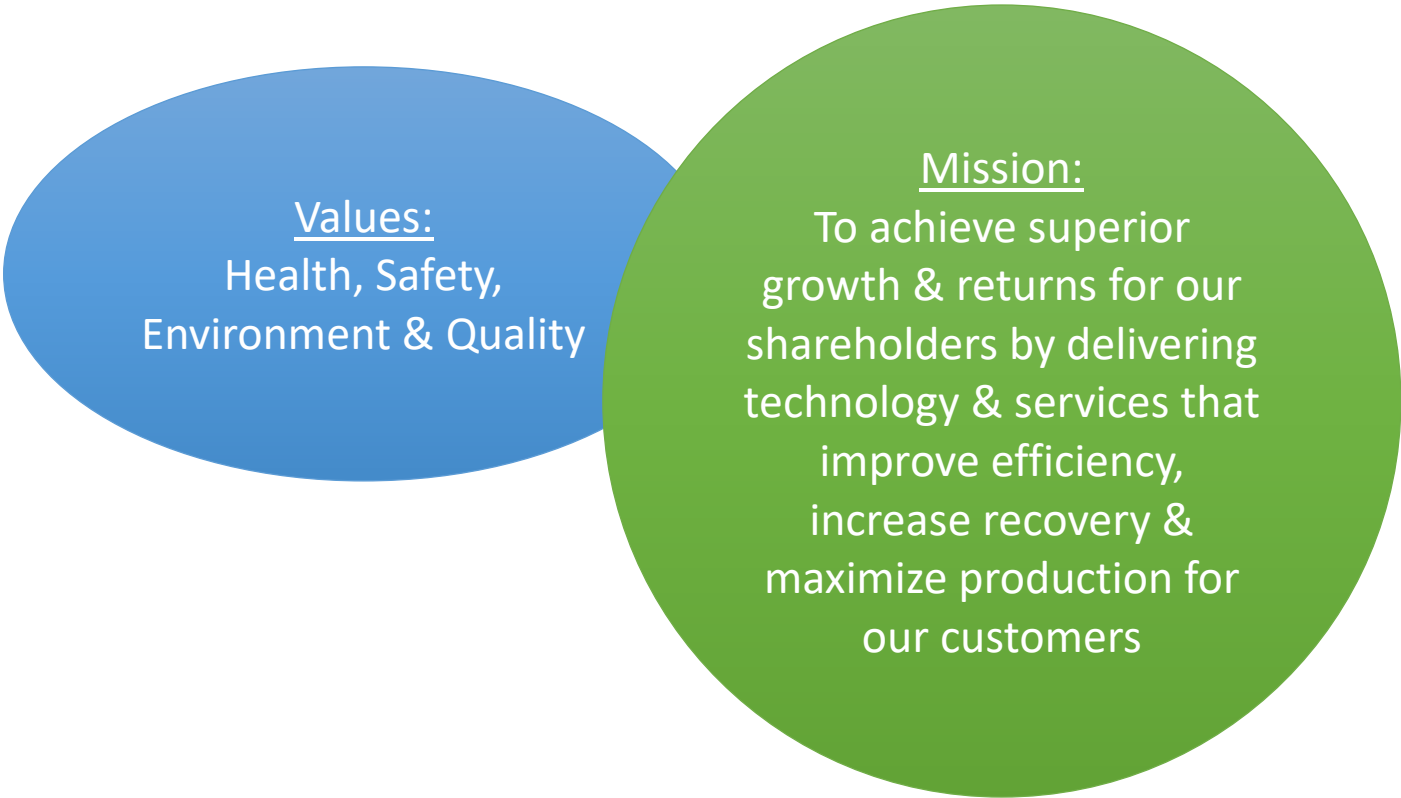 Values:
Health, Safety,
Environment & Quality
Mission:
To achieve superior
growth & returns for our
shareholders by delivering
technology & services that
improve efficiency,
increase recovery &
maximize production for
our customers